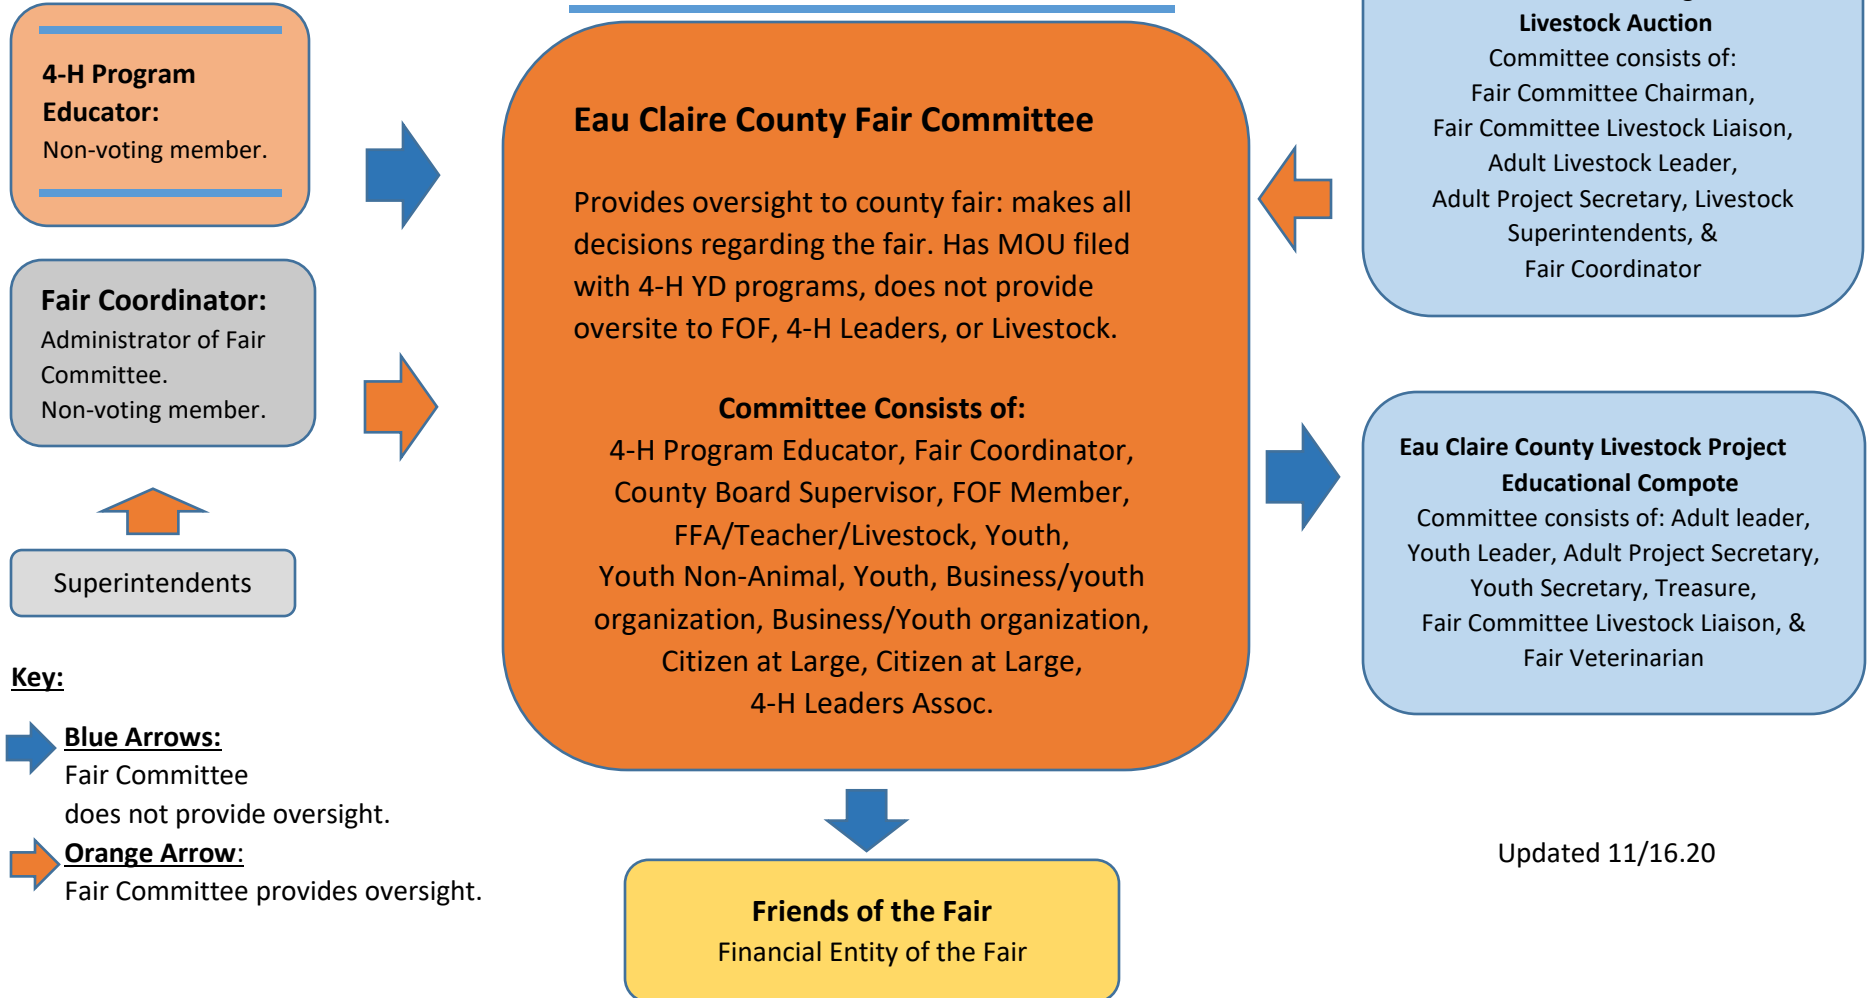 4-H Program
Educator:
Non-voting member.
Fair Coordinator:
Administrator of Fair
Committee.
Non-voting member.
Superintendents
Key:
Blue Arrows:
Fair Committee
does not provide oversight.
Orange Arrow:
Fair Committee provides oversight.
Eau Claire County Fair Committee
Provides oversight to county fair: makes all
decisions regarding the fair. Has MOU filed
with 4-H YD programs, does not provide
oversite to FOF, 4-H Leaders, or Livestock.
Committee Consists of:
4-H Program Educator, Fair Coordinator,
County Board Supervisor, FOF Member,
FFA/Teacher/Livestock, Youth,
Youth Non-Animal, Youth, Business/youth
organization, Business/Youth organization,
Citizen at Large, Citizen at Large,
4-H Leaders Assoc.
Friends of the Fair
Financial Entity of the Fair
Livestock Auction
Committee consists of:
Fair Committee Chairman,
Fair Committee Livestock Liaison,
Adult Livestock Leader,
Adult Project Secretary, Livestock
Superintendents, &
Fair Coordinator
Eau Claire County Livestock Project
Educational Compote
Committee consists of: Adult leader,
Youth Leader, Adult Project Secretary,
Youth Secretary, Treasure,
Fair Committee Livestock Liaison, &
Fair Veterinarian
Updated 11/16.20